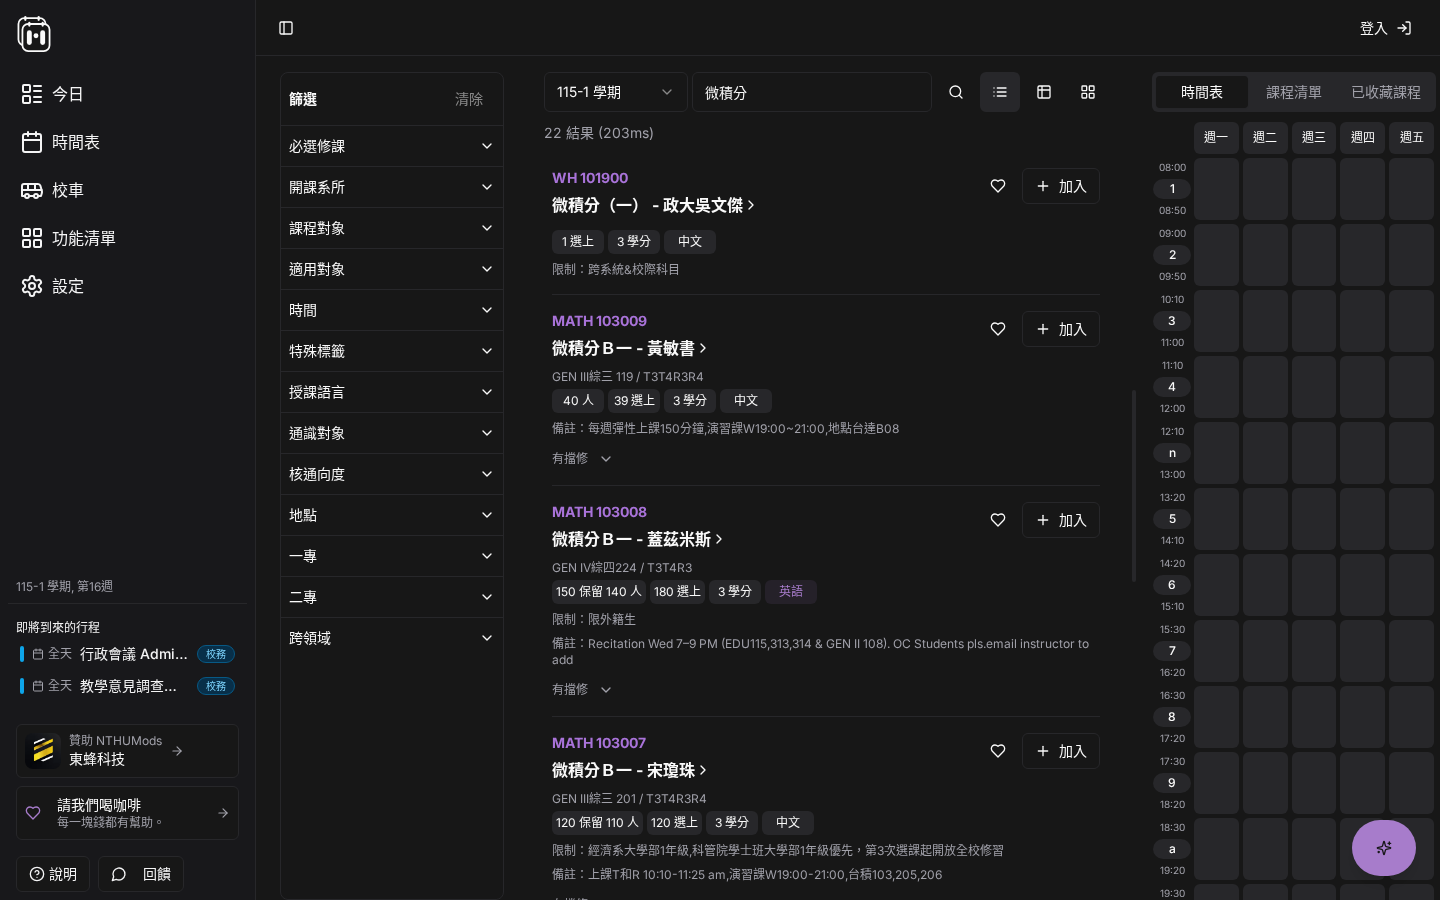 今日
時間表
校車
功能清單
設定
115-1 學期, 第16週
即將到來的行程
全天 行政會議 Admi... 校務
全天 教學意見調查... 校務
贊助 NTHUMods
東蜂科技
請我們喝咖啡
每一塊錢都有幫助。
說明
回饋
登入
篩選 清除
必選修課
開課系所
課程對象
適用對象
時間
特殊標籤
授課語言
通識對象
核通向度
地點
一專
二專
跨領域
115-1 學期
微積分
22 結果 (203ms)
WH 101900
微積分（一） - 政大吳文傑
加入
1 選上 3 學分 中文
限制：跨系統&校際科目
MATH 103009
微積分Ｂ一 - 黃敏書
加入
GEN III綜三 119 / T3T4R3R4
40 人 39 選上 3 學分 中文
備註：每週彈性上課150分鐘,演習課W19:00~21:00,地點台達B08
有擋修
MATH 103008
微積分Ｂ一 - 蓋茲米斯
加入
GEN IV綜四224 / T3T4R3
150 保留 140 人 180 選上 3 學分 英語
限制：限外籍生
備註：Recitation Wed 7–9 PM (EDU115,313,314 & GEN II 108). OC Students pls.email instructor to
add
有擋修
MATH 103007
微積分Ｂ一 - 宋瓊珠
加入
GEN III綜三 201 / T3T4R3R4
120 保留 110 人 120 選上 3 學分 中文
限制：經濟系大學部1年級,科管院學士班大學部1年級優先，第3次選課起開放全校修習
備註：上課T和R 10:10-11:25 am,演習課W19:00-21:00,台積103,205,206
時間表 課程清單 已收藏課程
週一 週二 週三 週四 週五
08:00
1
08:50
09:00
2
09:50
10:10
3
11:00
11:10
4
12:00
12:10
n
13:00
13:20
5
14:10
14:20
6
15:10
15:30
7
16:20
16:30
8
17:20
17:30
9
18:20
18:30
a
19:20
19:30